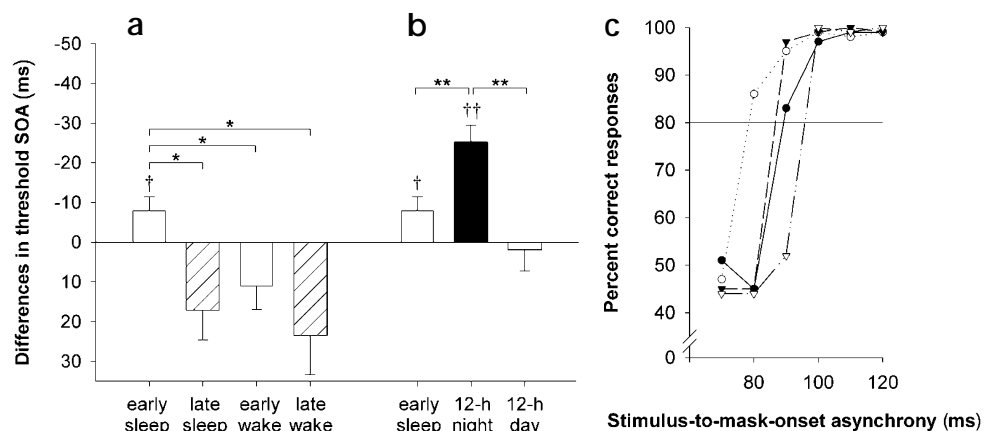 a
b
c
Differences in threshold SOA (ms)
-50
-40
-30
-20
-10
0
10
20
30
*
*
*
†
**
**
††
†
early sleep
late sleep
early wake
late wake
early sleep
12-h night
12-h day
Percent correct responses
100
90
80
70
60
50
40
0
80
100
120
Stimulus-to-mask-onset asynchrony (ms)